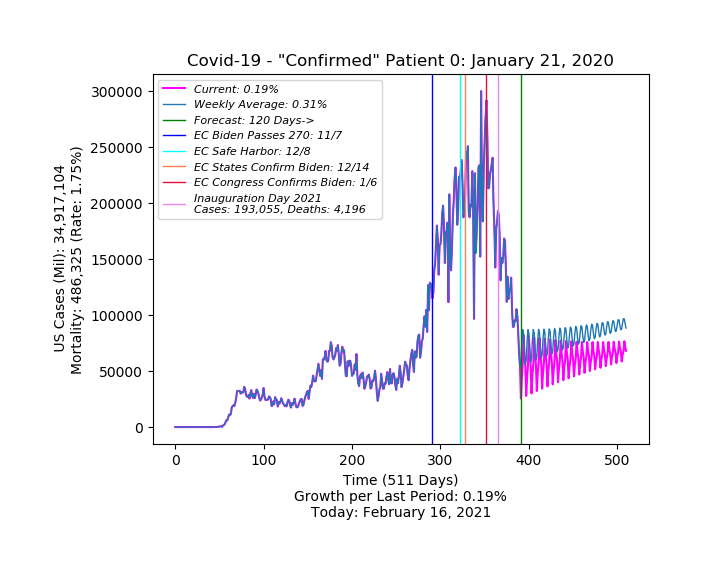 Covid-19 - "Confirmed" Patient 0: January 21, 2020
Current: 0.19%
Weekly Average: 0.31%
Forecast: 120 Days->
EC Biden Passes 270: 11/7
EC Safe Harbor: 12/8
EC States Confirm Biden: 12/14
EC Congress Confirms Biden: 1/6
Inauguration Day 2021
Cases: 193,055, Deaths: 4,196
US Cases (Mil): 34,917,104
Mortality: 486,325 (Rate: 1.75%)
300000
250000
200000
150000
100000
50000
0
0 100 200 300 400 500
Time (511 Days)
Growth per Last Period: 0.19%
Today: February 16, 2021